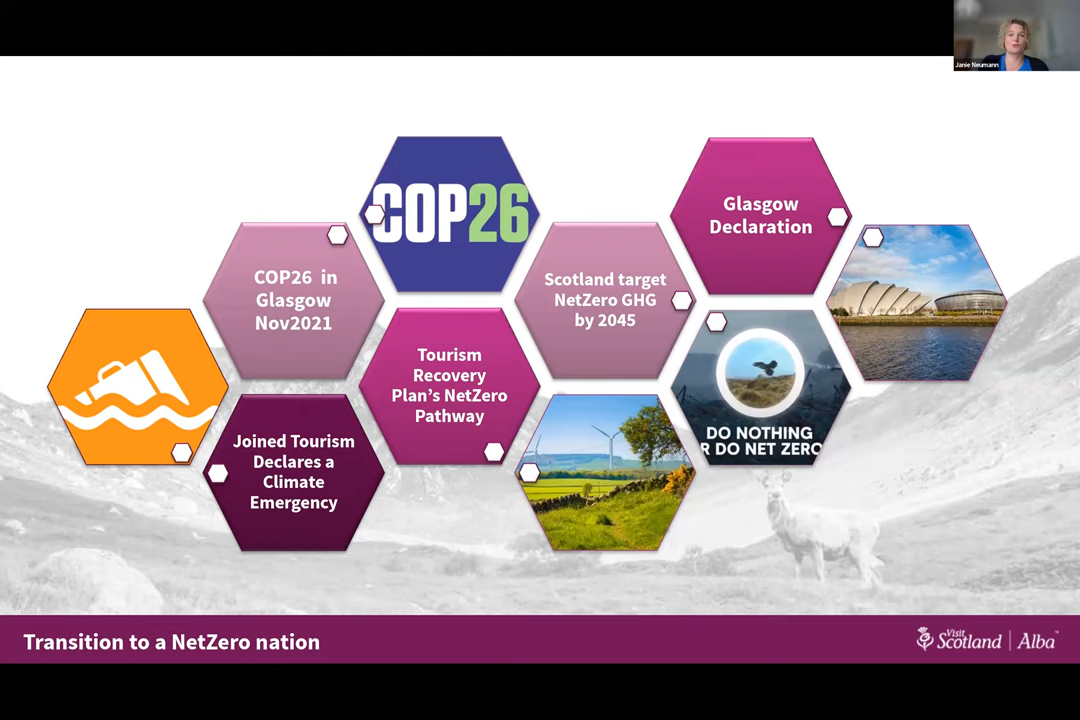 Janie Neumann
COP26
Glasgow
Declaration
COP26 in
Glasgow
Nov2021
Scotland target
NetZero GHG
by 2045
Tourism
Recovery
Plan's NetZero
Pathway
DO NOTHING
R DO NET ZERO
Joined Tourism
Declares a
Climate
Emergency
Transition to a NetZero nation
Visit
Scotland | Alba™